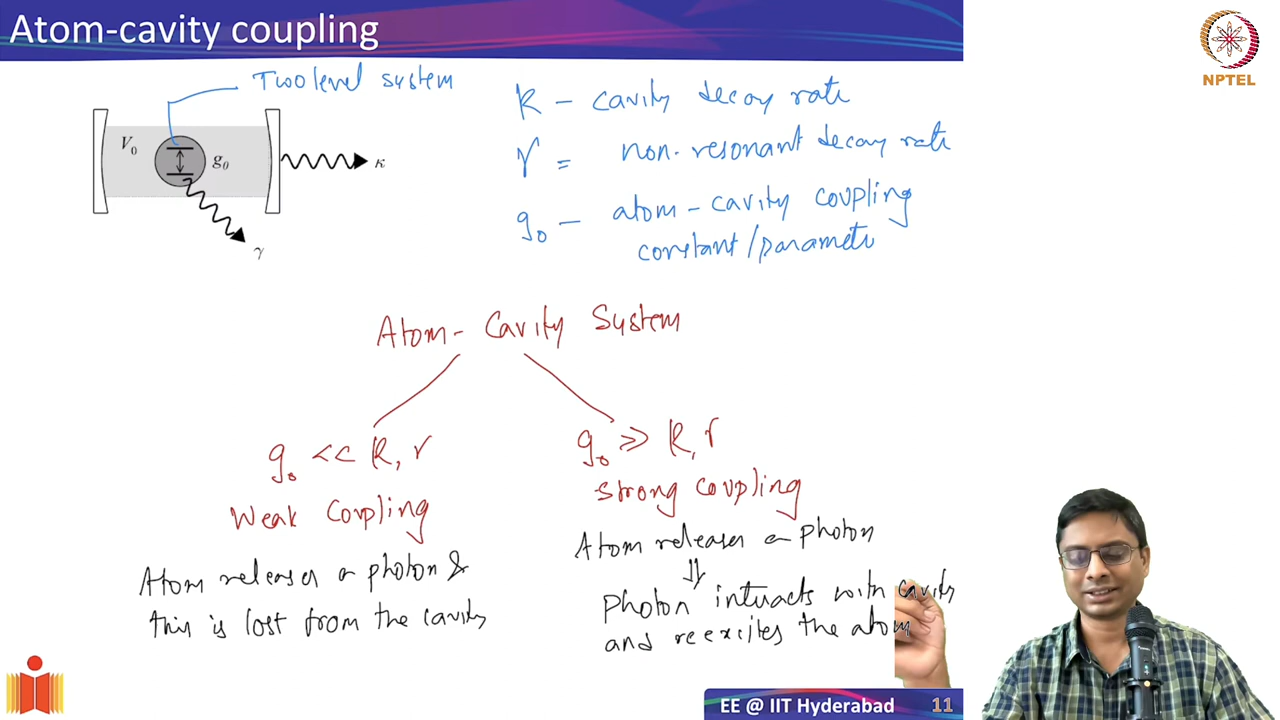 Atom-cavity coupling
NPTEL
Two level system
V₀
g₀
κ
γ
K - cavity decay rate
γ = non-resonant decay rate
g₀ - atom-cavity coupling
constant/paramete
Atom-Cavity System
g₀ << K, γ
Weak Coupling
Atom releases a photon &
this is lost from the cavity
g₀ >> K, γ
Strong coupling
Atom releases a photon
⇓
Photon interacts with cavity
and reexcites the atom
EE @ IIT Hyderabad 11